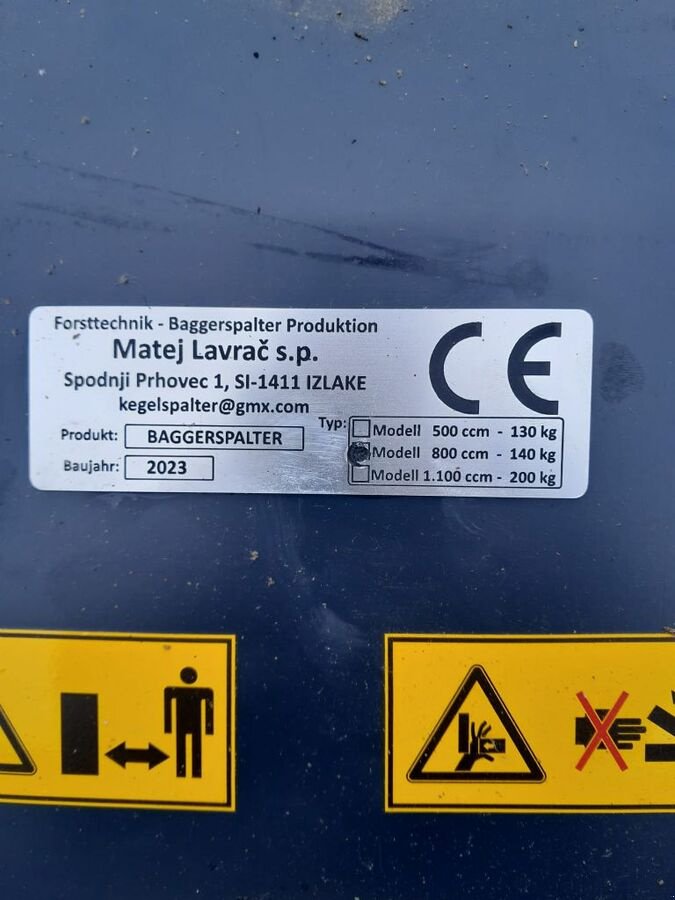 Forsttechnik - Baggerspalter Produktion
Matej Lavrač s.p.
Spodnji Prhovec 1, SI-1411 IZLAKE
kegelspalter@gmx.com
CE
Produkt: BAGGERSPALTER
Baujahr: 2023
Typ: Modell 500 ccm - 130 kg
Modell 800 ccm - 140 kg
Modell 1.100 ccm - 200 kg